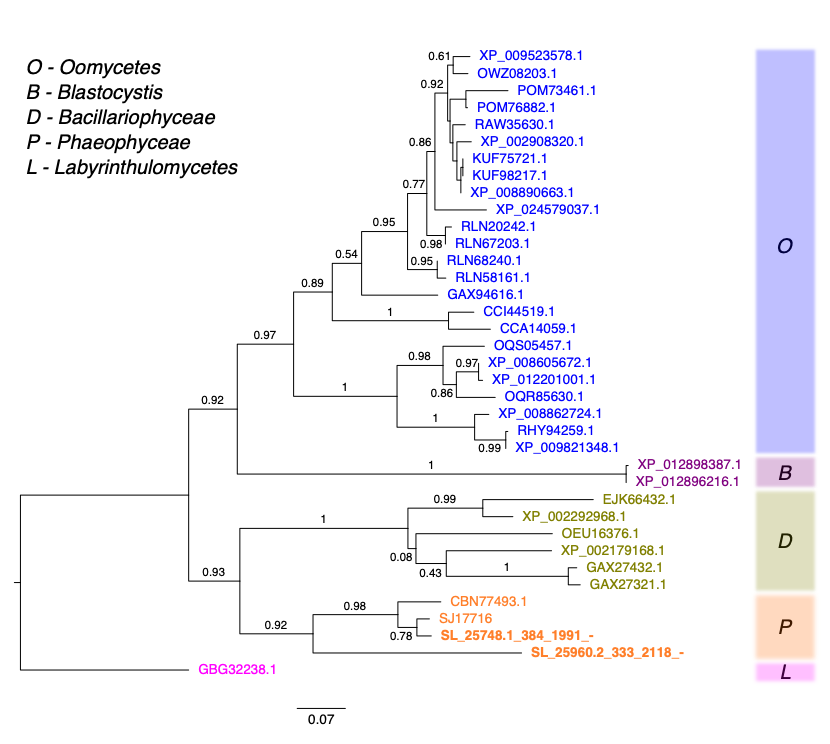 O - Oomycetes
B - Blastocystis
D - Bacillariophyceae
P - Phaeophyceae
L - Labyrinthulomycetes
0.61
XP_009523578.1
OWZ08203.1
0.92
POM73461.1
POM76882.1
RAW35630.1
0.86
XP_002908320.1
KUF75721.1
KUF98217.1
0.77
XP_008890663.1
XP_024579037.1
0.95
RLN20242.1
0.98
RLN67203.1
O
0.54
0.95
RLN68240.1
RLN58161.1
0.89
GAX94616.1
1
CCI44519.1
CCA14059.1
0.97
OQS05457.1
0.98
0.97
XP_008605672.1
XP_012201001.1
1
0.86
OQR85630.1
0.92
1
XP_008862724.1
RHY94259.1
0.99
XP_009821348.1
1
XP_012898387.1
B
XP_012896216.1
0.99
EJK66432.1
1
XP_002292968.1
OEU16376.1
D
0.08
XP_002179168.1
0.43
1
GAX27432.1
0.93
GAX27321.1
0.98
CBN77493.1
0.92
SJ17716
P
0.78
SL_25748.1_384_1991_-
SL_25960.2_333_2118_-
GBG32238.1
L
0.07